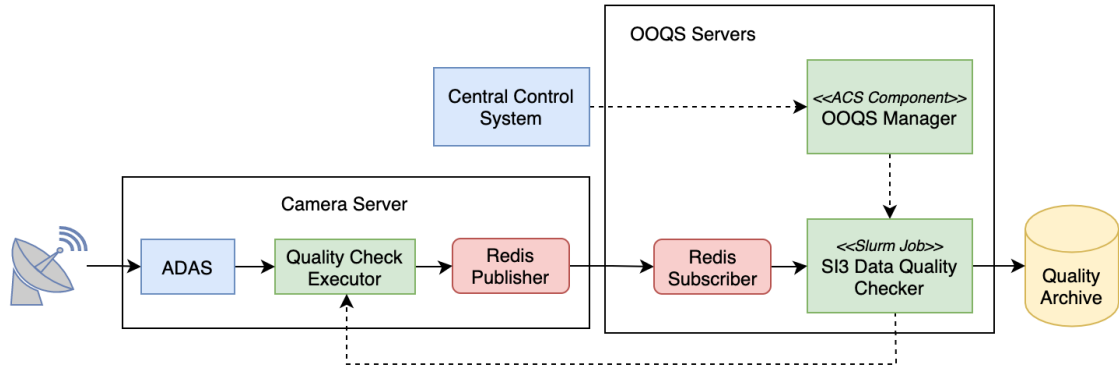 OOQS Servers
Central Control
System
<<ACS Component>>
OOQS Manager
Camera Server
ADAS
Quality Check
Executor
Redis
Publisher
Redis
Subscriber
<<Slurm Job>>
SI3 Data Quality
Checker
Quality
Archive